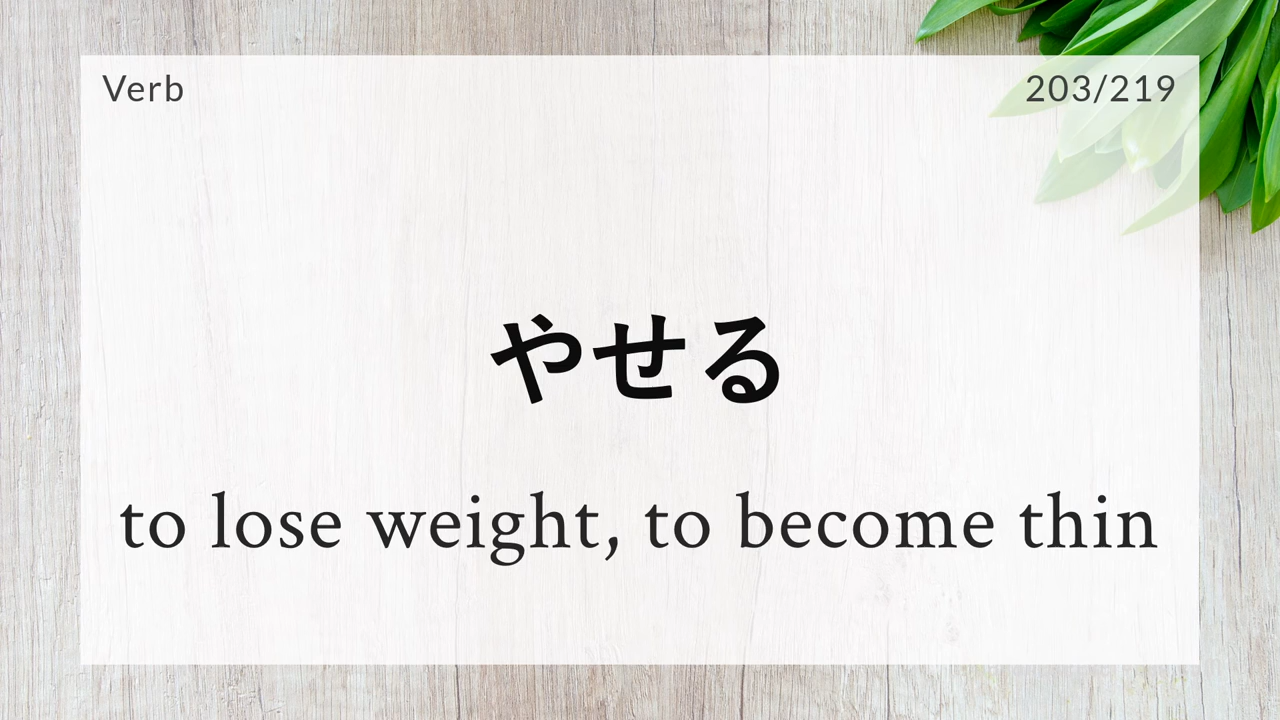 Verb
203/219
やせる
to lose weight, to become thin